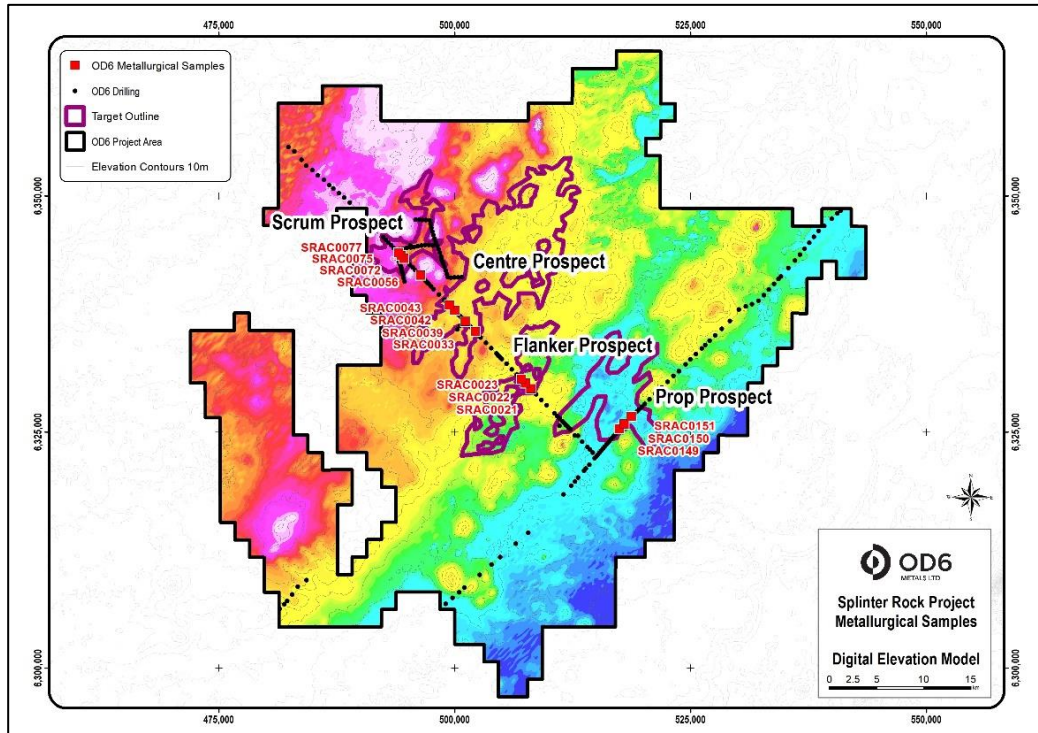 475,000
500,000
525,000
550,000
OD6 Metallurgical Samples
OD6 Drilling
Target Outline
OD6 Project Area
Elevation Contours 10m
6,350,000
6,350,000
Scrum Prospect
SRAC0077
SRAC0075
SRAC0072
SRAC0056
Centre Prospect
SRAC0043
SRAC0042
SRAC0039
SRAC0033
Flanker Prospect
SRAC0023
SRAC0022
SRAC0021
Prop Prospect
SRAC0151
SRAC0150
SRAC0149
6,325,000
6,325,000
N
W
E
S
OD6
METALS LTD
Splinter Rock Project
Metallurgical Samples
Digital Elevation Model
0 2.5 5 10 15
km
6,300,000
6,300,000
475,000
500,000
525,000
550,000